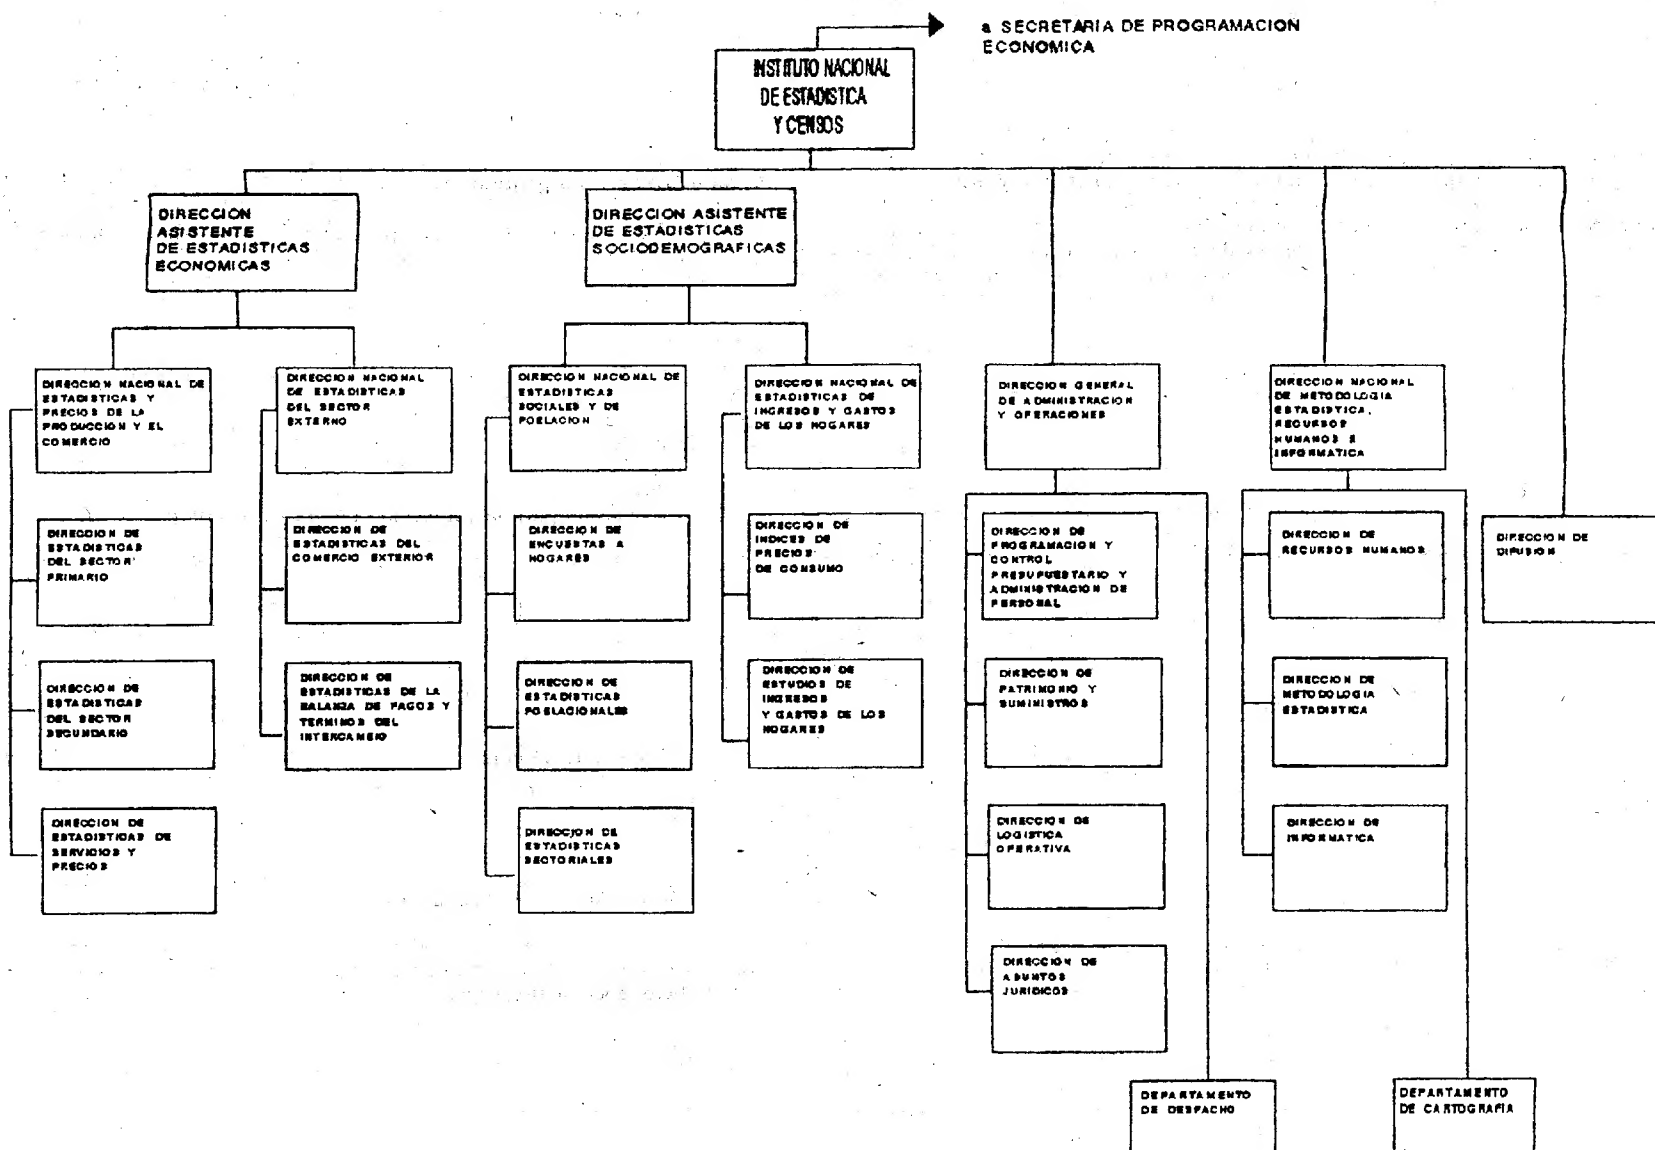 a SECRETARIA DE PROGRAMACION
ECONOMICA
INSTITUTO NACIONAL
DE ESTADISTICA
Y CENSOS
DIRECCION
ASISTENTE
DE ESTADISTICAS
ECONOMICAS
DIRECCION ASISTENTE
DE ESTADISTICAS
SOCIODEMOGRAFICAS
DIRECCION NACIONAL DE
ESTADISTICAS Y
PRECIOS DE LA
PRODUCCION Y EL
COMERCIO
DIRECCION NACIONAL
DE ESTADISTICAS
DEL SECTOR
EXTERNO
DIRECCION NACIONAL DE
ESTADISTICAS
SOCIALES Y DE
POBLACION
DIRECCION NACIONAL DE
ESTADISTICAS DE
INGRESOS Y GASTOS
DE LOS HOGARES
DIRECCION GENERAL
DE ADMINISTRACION
Y OPERACIONES
DIRECCION NACIONAL
DE METODOLOGIA
ESTADISTICA,
RECURSOS
HUMANOS E
INFORMATICA
DIRECCION DE
ESTADISTICAS
DEL SECTOR
PRIMARIO
DIRECCION DE
ESTADISTICAS DEL
COMERCIO EXTERIOR
DIRECCION DE
ENCUESTAS A
HOGARES
DIRECCION DE
INDICES DE
PRECIOS
DE CONSUMO
DIRECCION DE
PROGRAMACION Y
CONTROL
PRESUPUESTARIO Y
ADMINISTRACION DE
PERSONAL
DIRECCION DE
RECURSOS HUMANOS
DIRECCION DE
DIFUSION
DIRECCION DE
ESTADISTICAS
DEL SECTOR
SECUNDARIO
DIRECCION DE
ESTADISTICAS DE LA
BALANZA DE PAGOS Y
TERMINOS DEL
INTERCAMBIO
DIRECCION DE
ESTADISTICAS
POBLACIONALES
DIRECCION DE
ESTUDIOS DE
INGRESOS
Y GASTOS DE LOS
HOGARES
DIRECCION DE
PATRIMONIO Y
SUMINISTROS
DIRECCION DE
METODOLOGIA
ESTADISTICA
DIRECCION DE
ESTADISTICAS DE
SERVICIOS Y
PRECIOS
DIRECCION DE
ESTADISTICAS
SECTORIALES
DIRECCION DE
LOGISTICA
OPERATIVA
DIRECCION DE
INFORMATICA
DIRECCION DE
ASUNTOS
JURIDICOS
DEPARTAMENTO
DE DESPACHO
DEPARTAMENTO
DE CARTOGRAFIA